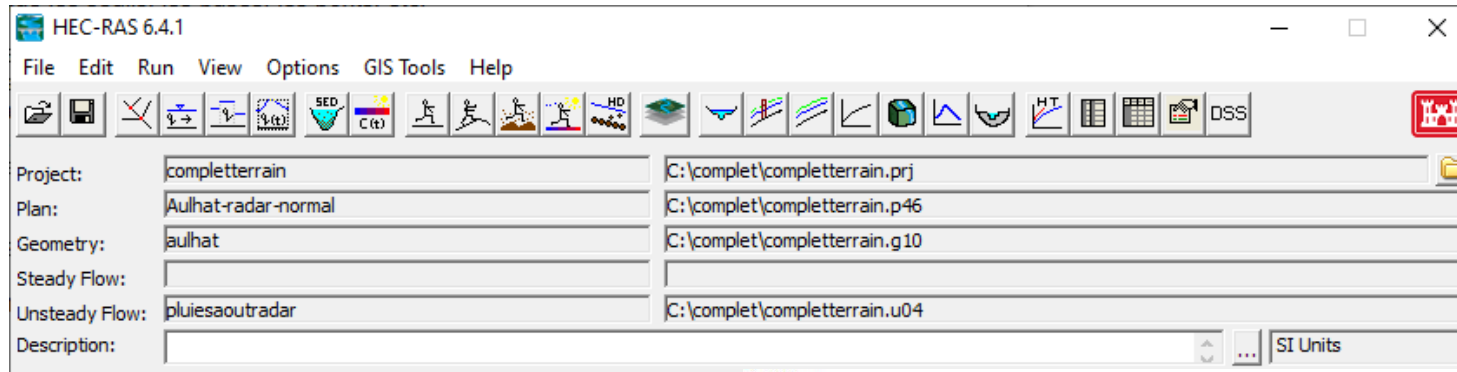 HEC-RAS 6.4.1
File Edit Run View Options GIS Tools Help
SED C(t) HD HT DSS
Project: completterrain C:\complet\completterrain.prj
Plan: Aulhat-radar-normal C:\complet\completterrain.p46
Geometry: aulhat C:\complet\completterrain.g10
Steady Flow:
Unsteady Flow: pluiesaoutradar C:\complet\completterrain.u04
Description: ... SI Units